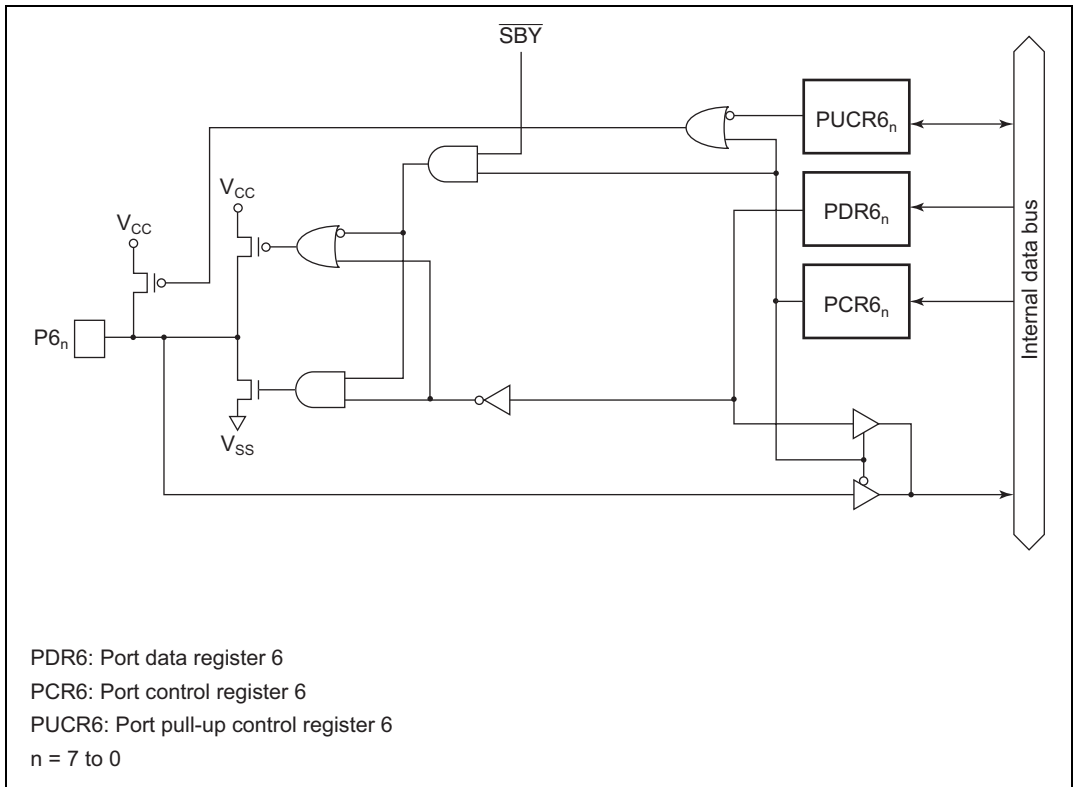 SBY
PUCR6n
VCC
VCC
PDR6n
PCR6n
Internal data bus
P6n
VSS
PDR6: Port data register 6
PCR6: Port control register 6
PUCR6: Port pull-up control register 6
n = 7 to 0